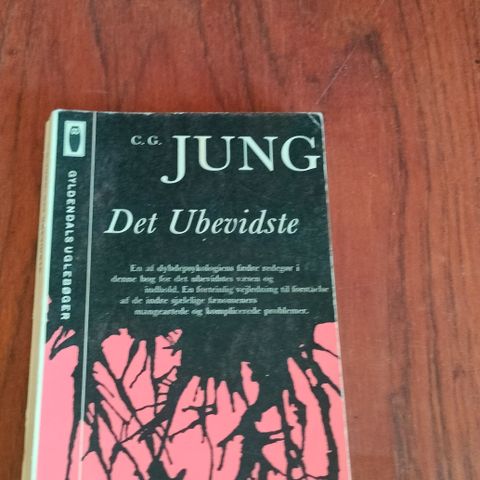 C. G. JUNG
Det Ubevidste
En af dybdepsykologiens fædre redegør i
denne bog for det ubevidstes væsen og
indhold. En fortrinlig vejledning til forståelse
af de indre sjælelige fænomeners
mangeartede og komplicerede problemer.
GYLDENDALS UGLEBØGER